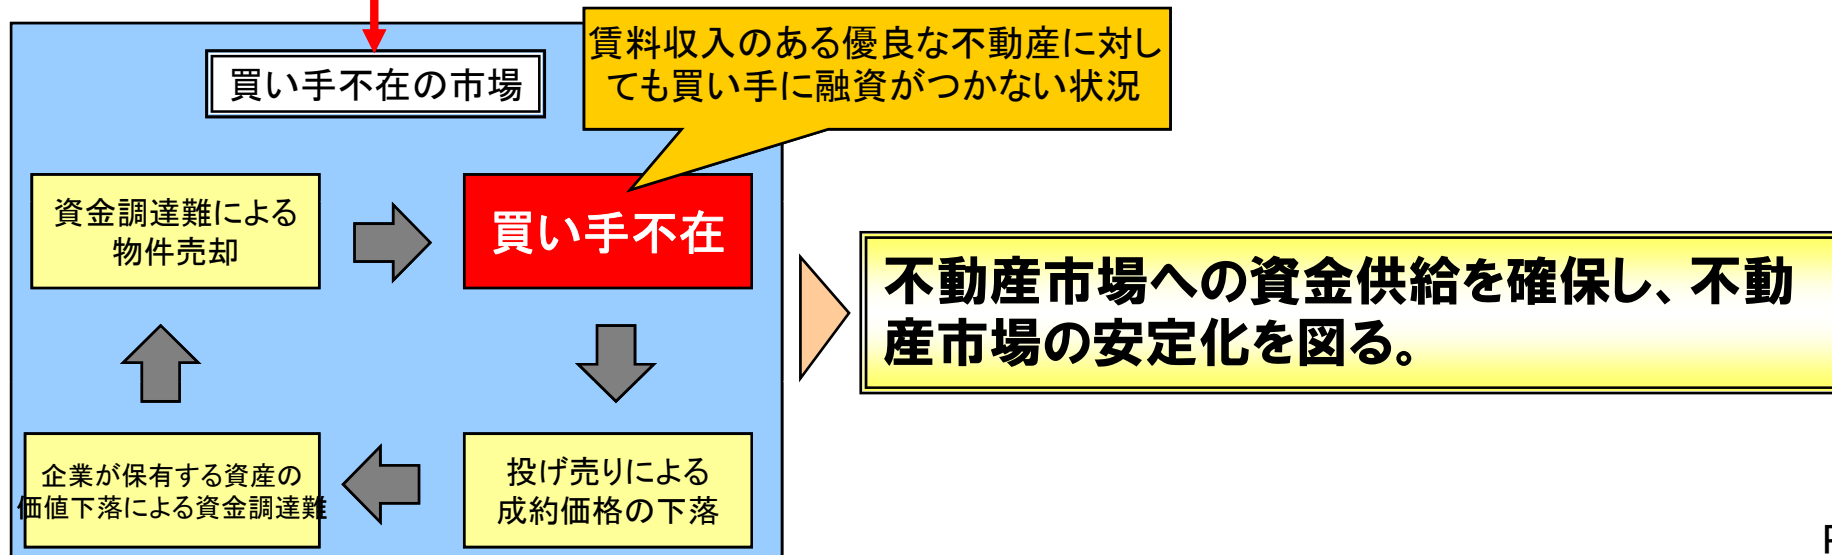 賃料収入のある優良な不動産に対し
ても買い手に融資がつかない状況
買い手不在の市場
資金調達難による
物件売却
買い手不在
不動産市場への資金供給を確保し、不動
産市場の安定化を図る。
企業が保有する資産の
価値下落による資金調達難
投げ売りによる
成約価格の下落